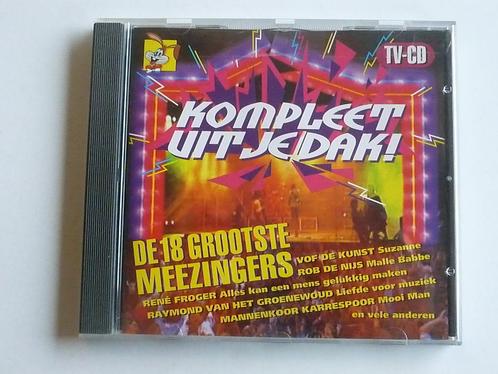 TV-CD
KOMPLEET
UIT JE DAK!
DE 18 GROOTSTE
MEEZINGERS
VOF DE KUNST Suzanne
ROB DE NIJS Malle Babbe
RENÉ FROGER Alles kan een mens gelukkig maken
RAYMOND VAN HET GROENEWOUD Liefde voor muziek
MANNENKOOR KARRESPOOR Mooi Man
en vele anderen